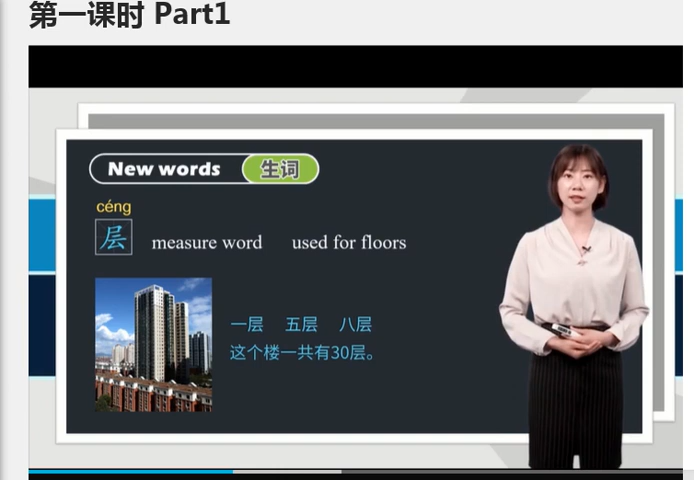 第一课时 Part1
New words 生词
céng
层 measure word used for floors
一层 五层 八层
这个楼一共有30层。